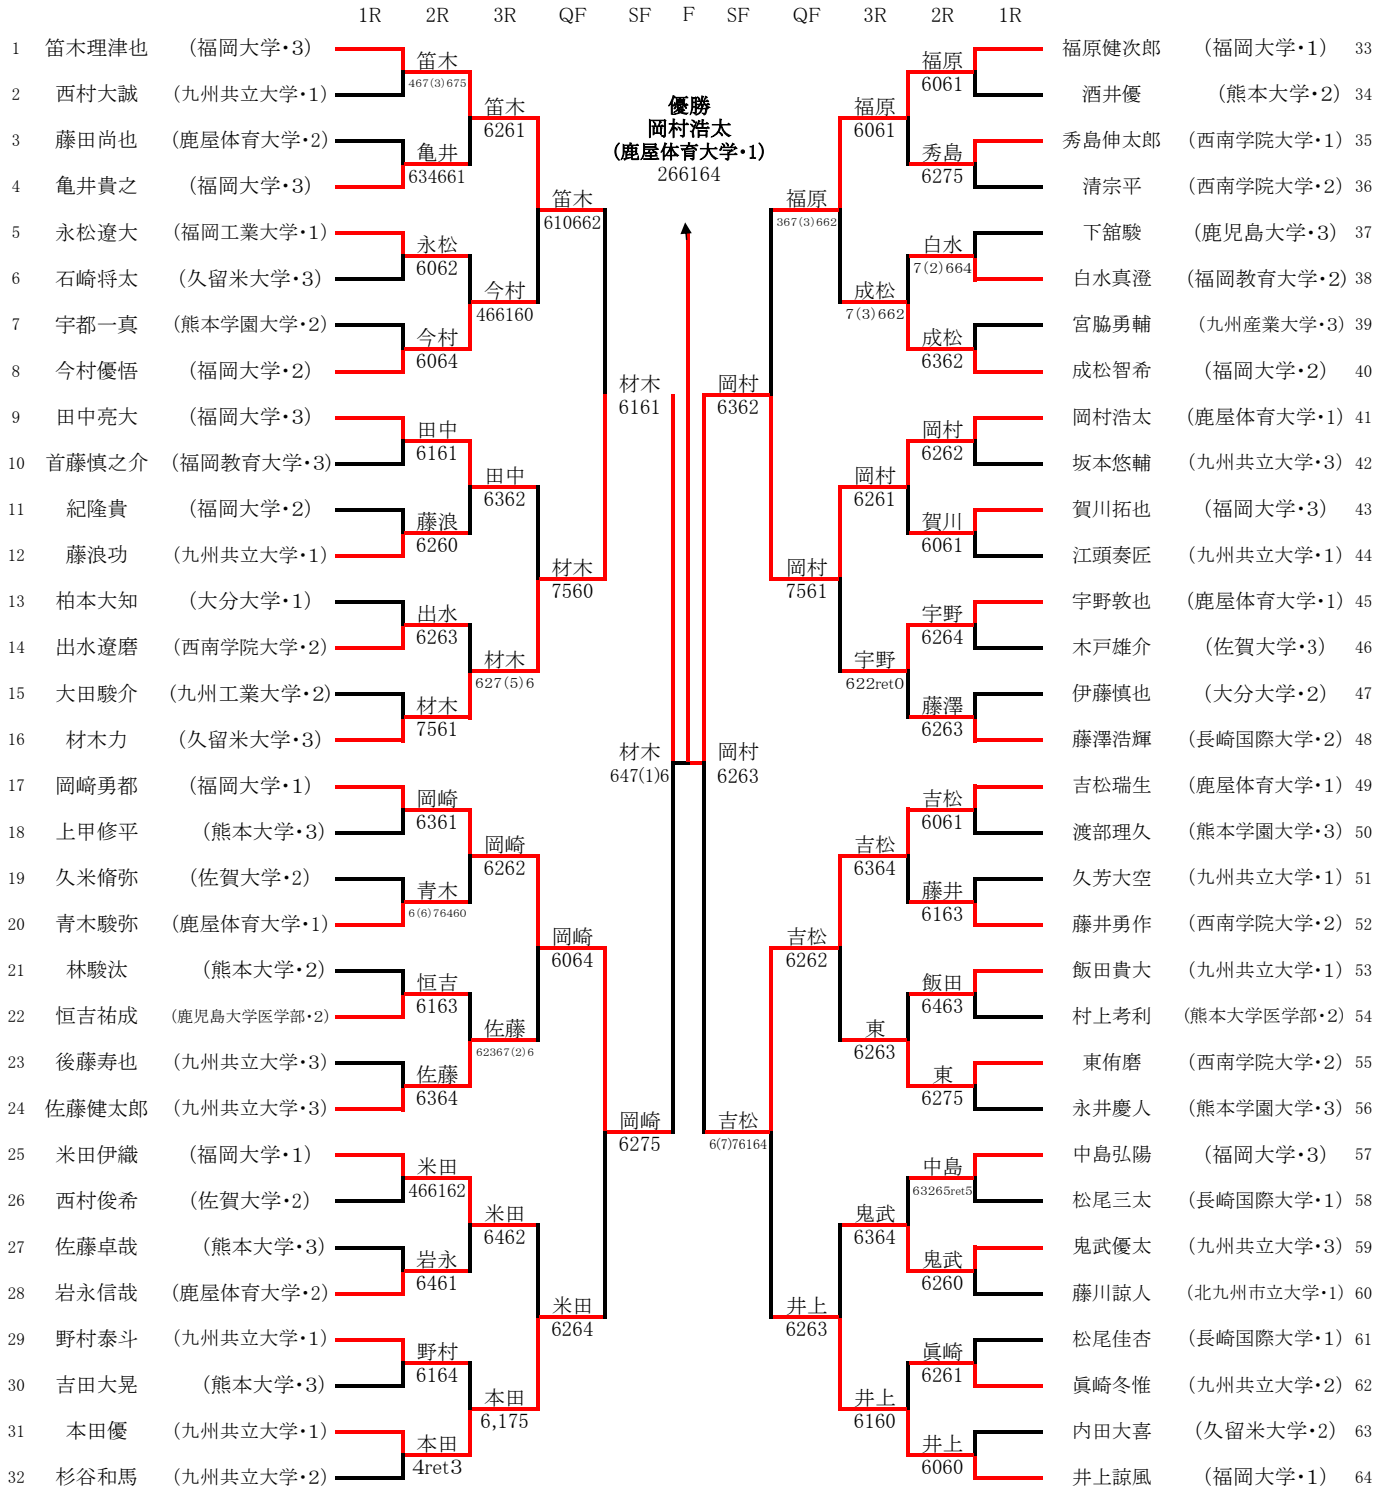 1R 2R 3R QF SF F SF QF 3R 2R 1R
1 笛木理津也 (福岡大学・3)
2 西村大誠 (九州共立大学・1)
3 藤田尚也 (鹿屋体育大学・2)
4 亀井貴之 (福岡大学・3)
5 永松遼大 (福岡工業大学・1)
6 石崎将太 (久留米大学・3)
7 宇都一真 (熊本学園大学・2)
8 今村優悟 (福岡大学・2)
9 田中亮大 (福岡大学・3)
10 首藤慎之介 (福岡教育大学・3)
11 紀隆貴 (福岡大学・2)
12 藤浪功 (九州共立大学・1)
13 柏本大知 (大分大学・1)
14 出水遼磨 (西南学院大学・2)
15 大田駿介 (九州工業大学・2)
16 材木力 (久留米大学・3)
17 岡﨑勇都 (福岡大学・1)
18 上甲修平 (熊本大学・3)
19 久米脩弥 (佐賀大学・2)
20 青木駿弥 (鹿屋体育大学・1)
21 林駿汰 (熊本大学・2)
22 恒吉祐成 (鹿児島大学医学部・2)
23 後藤寿也 (九州共立大学・3)
24 佐藤健太郎 (九州共立大学・3)
25 米田伊織 (福岡大学・1)
26 西村俊希 (佐賀大学・2)
27 佐藤卓哉 (熊本大学・3)
28 岩永信哉 (鹿屋体育大学・2)
29 野村泰斗 (九州共立大学・1)
30 吉田大晃 (熊本大学・3)
31 本田優 (九州共立大学・1)
32 杉谷和馬 (九州共立大学・2)
笛木
467(3)675
亀井
634661
永松
6062
今村
6064
田中
6161
藤浪
6260
出水
6263
材木
7561
岡崎
6361
青木
6(6)76460
恒吉
6163
佐藤
6364
米田
466162
岩永
6461
野村
6164
本田
4ret3
笛木
6261
今村
466160
田中
6362
材木
627(5)6
岡崎
6262
佐藤
62367(2)6
米田
6462
本田
6,175
笛木
610662
材木
7560
岡崎
6064
米田
6264
材木
6161
岡崎
6275
材木
647(1)6
優勝
岡村浩太
(鹿屋体育大学・1)
266164
岡村
6263
岡村
6362
吉松
6(7)76164
福原
367(3)662
岡村
7561
吉松
6262
井上
6263
福原
6061
成松
7(3)662
岡村
6261
宇野
622ret0
吉松
6364
東
6263
鬼武
6364
井上
6160
福原
6061
秀島
6275
白水
7(2)664
成松
6362
岡村
6262
賀川
6061
宇野
6264
藤澤
6263
吉松
6061
藤井
6163
飯田
6463
東
6275
中島
63265ret5
鬼武
6260
眞崎
6261
井上
6060
福原健次郎 (福岡大学・1) 33
酒井優 (熊本大学・2) 34
秀島伸太郎 (西南学院大学・1) 35
清宗平 (西南学院大学・2) 36
下舘駿 (鹿児島大学・3) 37
白水真澄 (福岡教育大学・2) 38
宮脇勇輔 (九州産業大学・3) 39
成松智希 (福岡大学・2) 40
岡村浩太 (鹿屋体育大学・1) 41
坂本悠輔 (九州共立大学・3) 42
賀川拓也 (福岡大学・3) 43
江頭奏匠 (九州共立大学・1) 44
宇野敦也 (鹿屋体育大学・1) 45
木戸雄介 (佐賀大学・3) 46
伊藤慎也 (大分大学・2) 47
藤澤浩輝 (長崎国際大学・2) 48
吉松瑞生 (鹿屋体育大学・1) 49
渡部理久 (熊本学園大学・3) 50
久芳大空 (九州共立大学・1) 51
藤井勇作 (西南学院大学・2) 52
飯田貴大 (九州共立大学・1) 53
村上考利 (熊本大学医学部・2) 54
東侑磨 (西南学院大学・2) 55
永井慶人 (熊本学園大学・3) 56
中島弘陽 (福岡大学・3) 57
松尾三太 (長崎国際大学・1) 58
鬼武優太 (九州共立大学・3) 59
藤川諒人 (北九州市立大学・1) 60
松尾佳杏 (長崎国際大学・1) 61
眞崎冬惟 (九州共立大学・2) 62
内田大喜 (久留米大学・2) 63
井上諒風 (福岡大学・1) 64